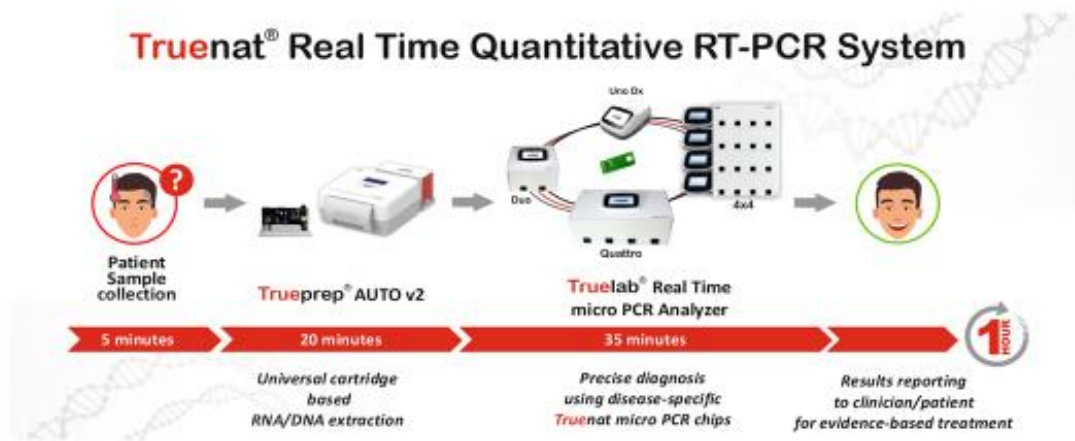 Truenat® Real Time Quantitative RT-PCR System
?
Patient
Sample
collection
Trueprep® AUTO v2
Uno Dx
Duo
Quattro
4x4
Truelab® Real Time
micro PCR Analyzer
5 minutes
20 minutes
35 minutes
1
HOUR
Universal cartridge
based
RNA/DNA extraction
Precise diagnosis
using disease-specific
Truenat micro PCR chips
Results reporting
to clinician/patient
for evidence-based treatment